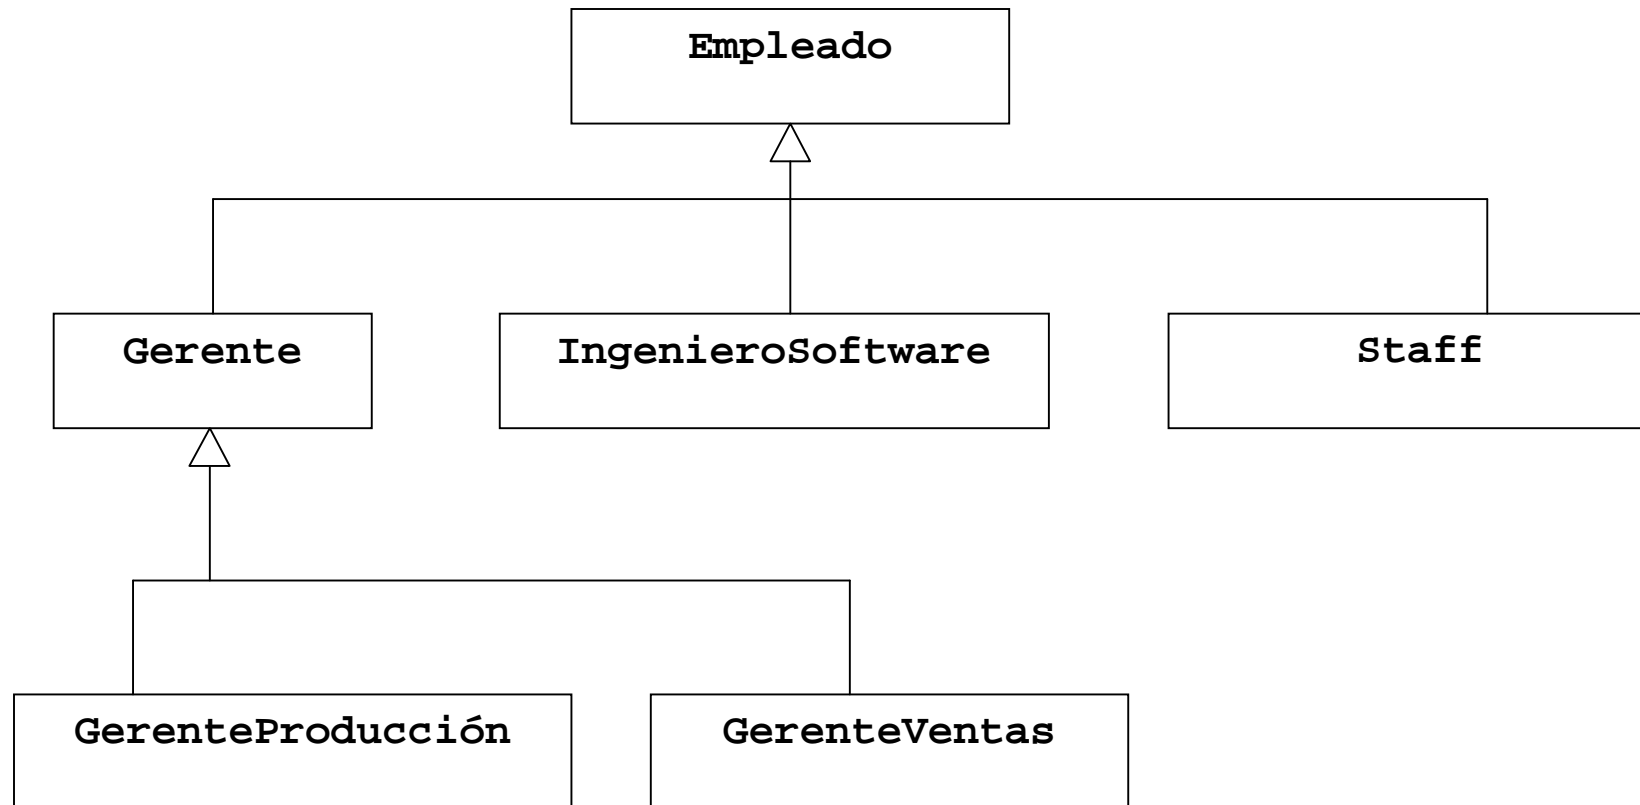 Empleado
Gerente
IngenieroSoftware
Staff
GerenteProducción
GerenteVentas